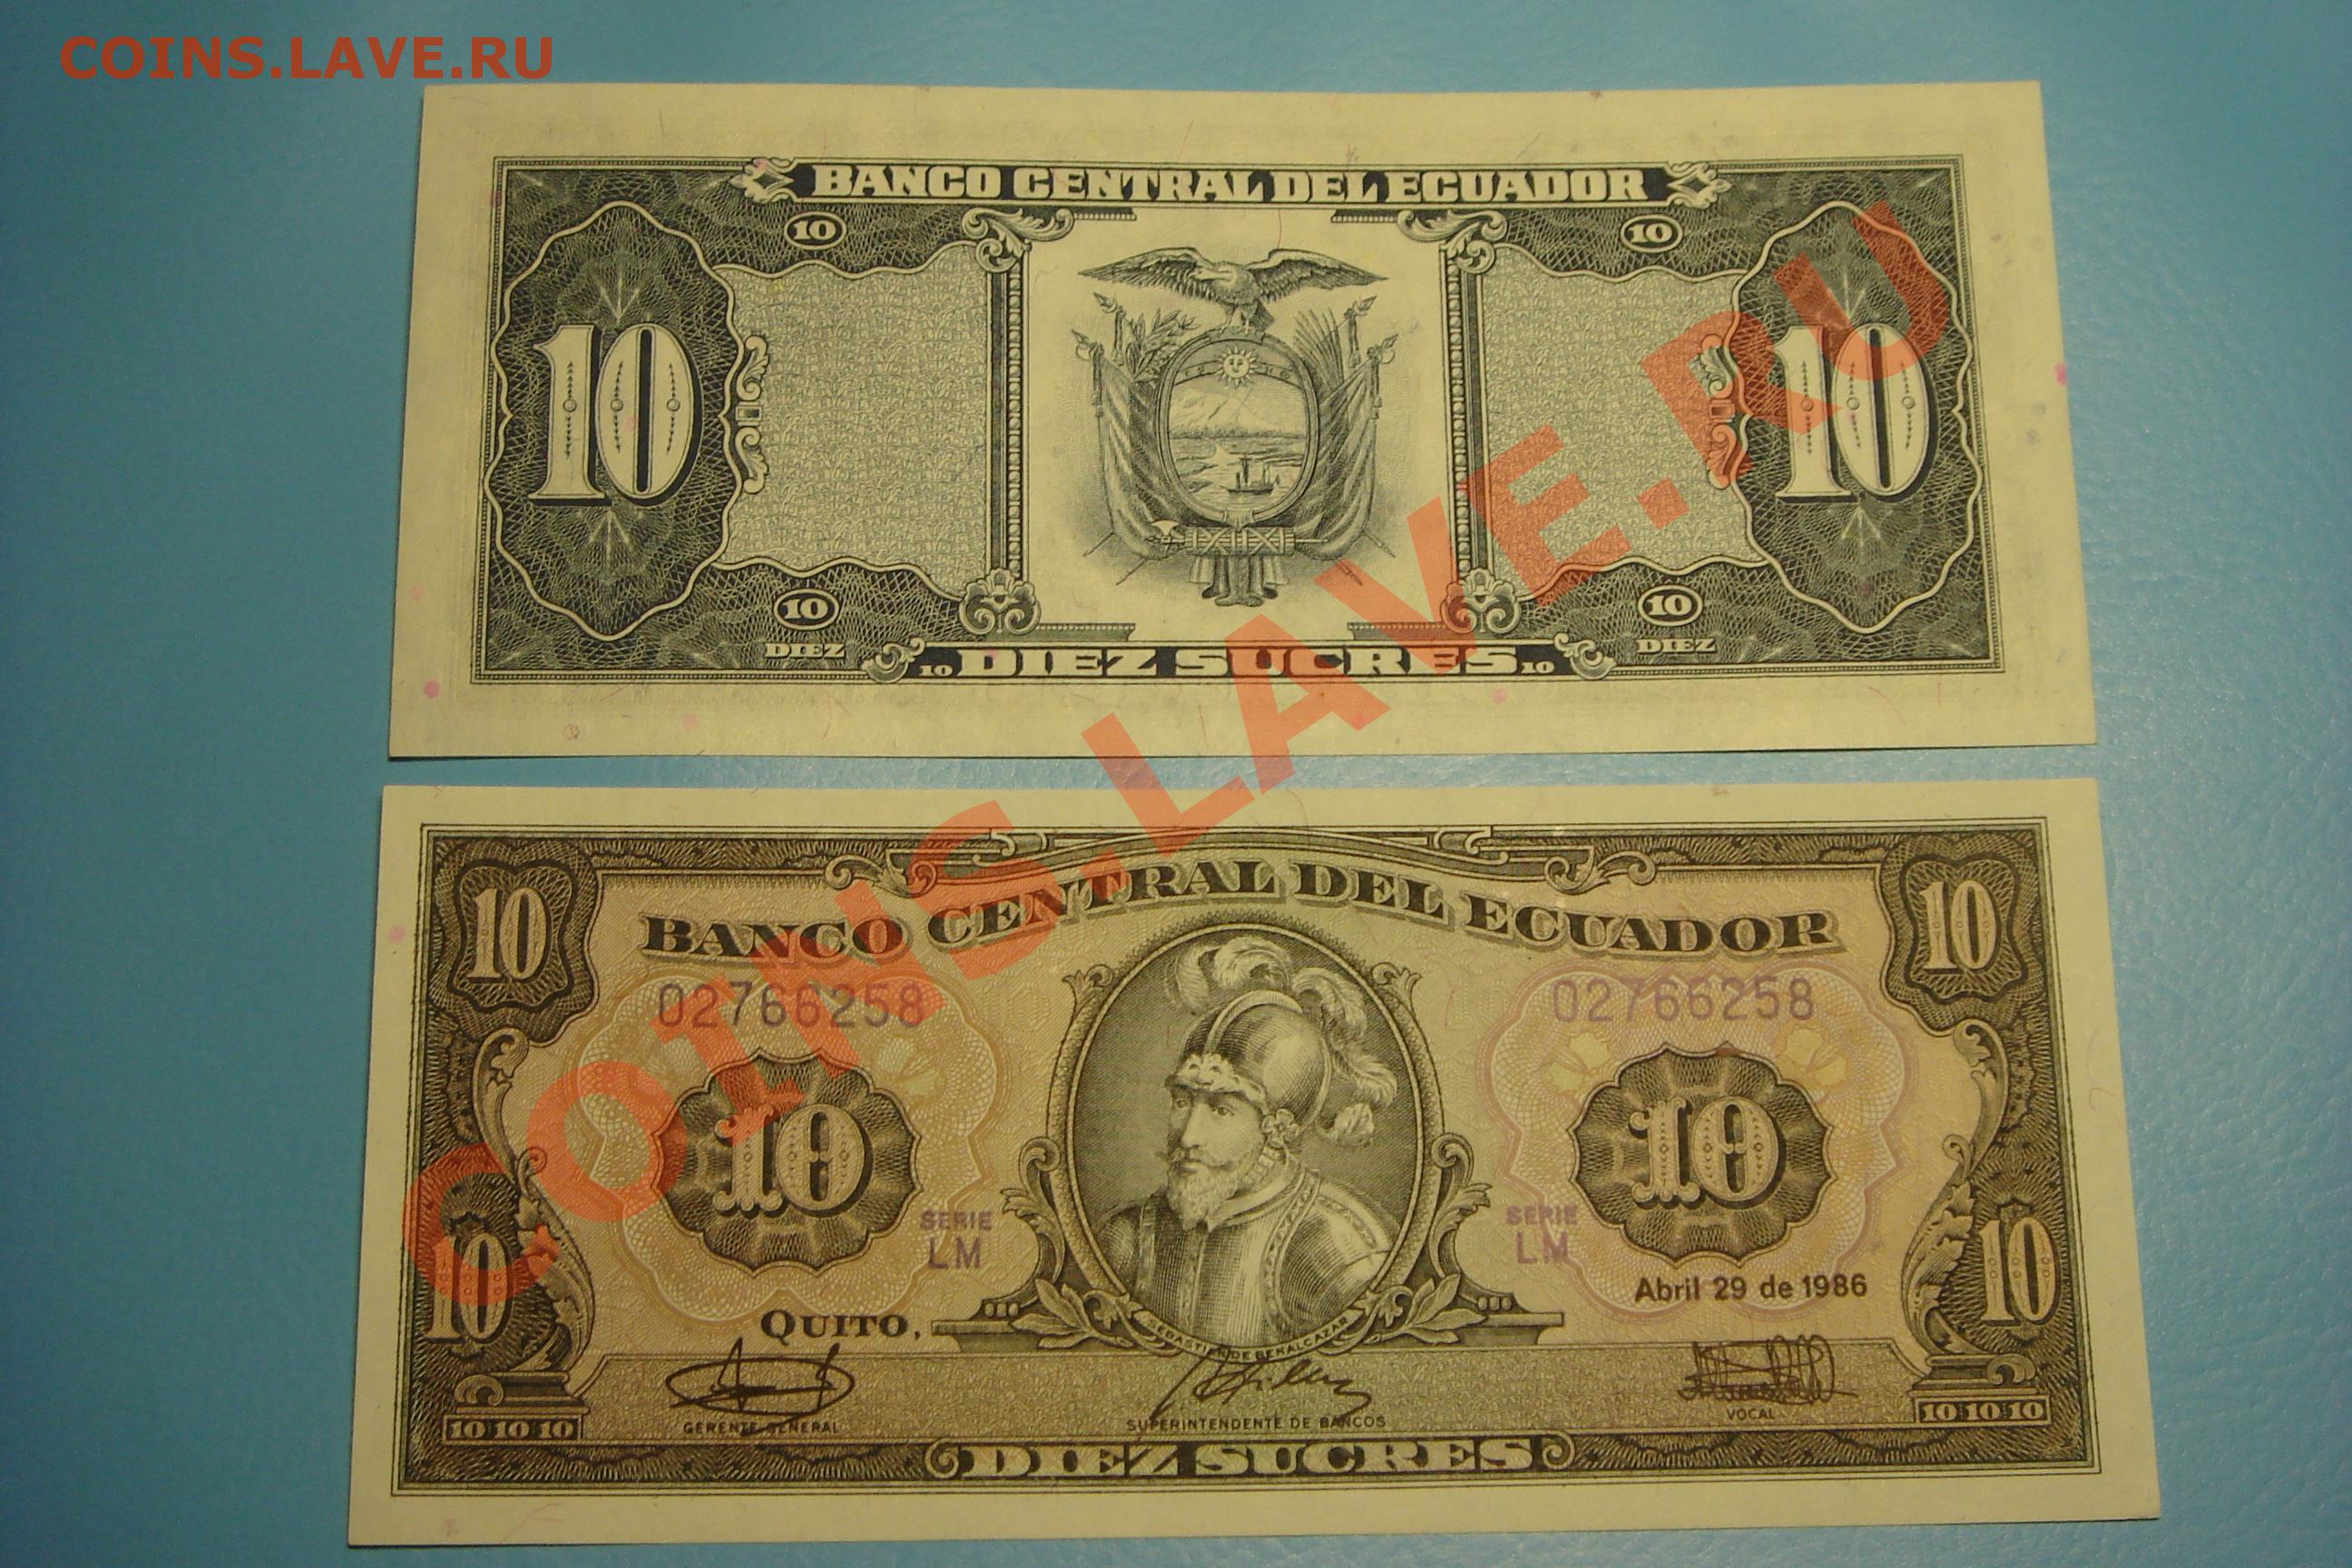 COINS.LAVE.RU
BANCO CENTRAL DEL ECUADOR
10 10
10 10
10 10
DIEZ DIEZ
10 DIEZ SUCRES 10
COINS.LAVE.RU
BANCO CENTRAL DEL ECUADOR
10 10
02766258 02766258
10 10
SERIE SERIE
LM LM
10 10
Abril 29 de 1986
QUITO,
SEBASTIAN DE BENALCAZAR
GERENTE GENERAL SUPERINTENDENTE DE BANCOS VOCAL
10 10 10 10 10 10
DIEZ SUCRES